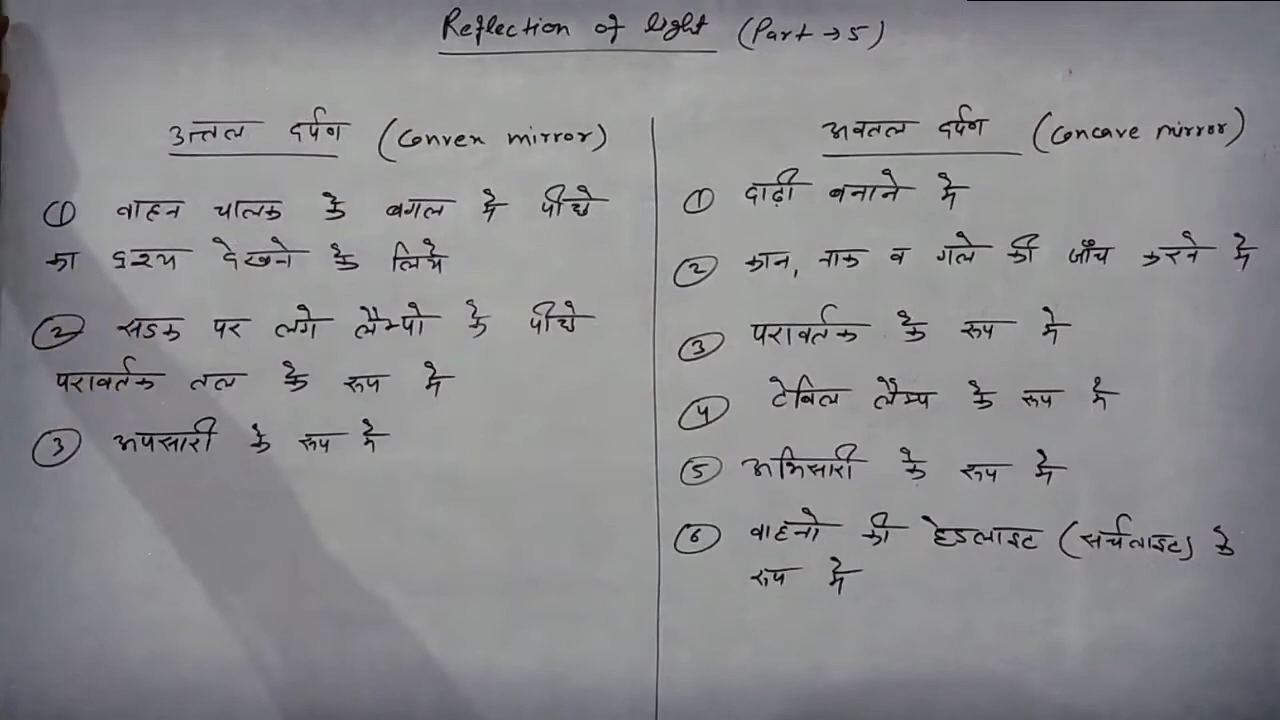 Reflection of light (Part → 5)
उत्तल दर्पण (Convex mirror)
① वाहन चालक के बगल में पीछे
का दृश्य देखने के लिये
② सडक पर लगे लैम्पो के पीछे
परावर्तक तल के रूप में
③ अपसारी के रूप में
अवतल दर्पण (Concave mirror)
① दाढ़ी बनाने में
② कान, नाक व गले की जाँच करने में
③ परावर्तक के रूप में
④ टेबिल लैम्प के रूप में
⑤ अभिसारी के रूप में
⑥ वाहनो की हेडलाइट (सर्चलाइट) के
रूप में